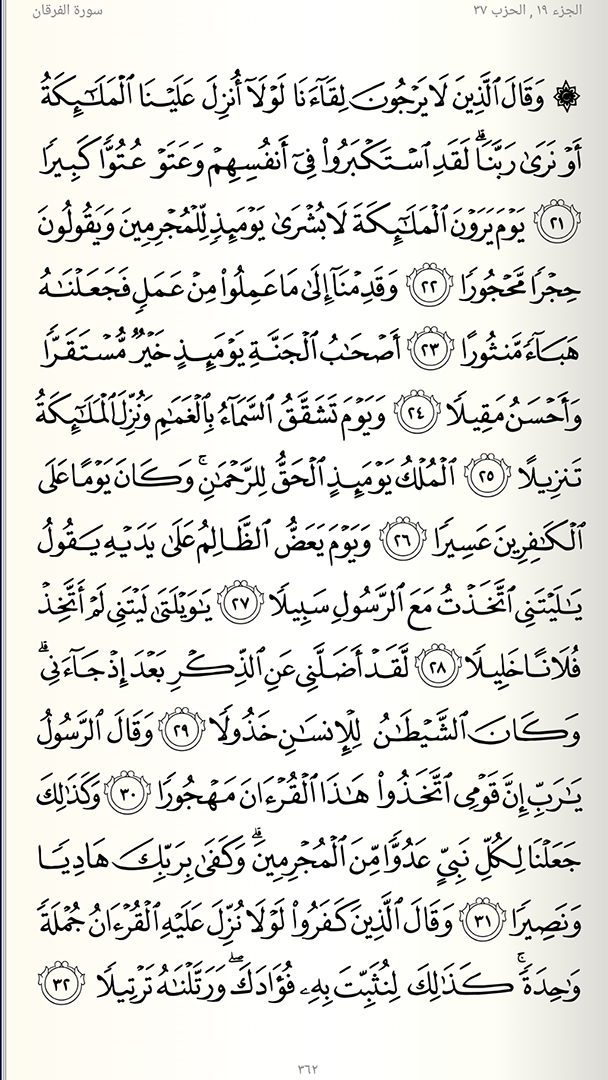 سورة الفرقان
الجزء ١٩ , الحزب ٣٧
۞ وَقَالَ ٱلَّذِينَ لَا يَرۡجُونَ لِقَآءَنَا لَوۡلَآ أُنزِلَ عَلَيۡنَا ٱلۡمَلَـٰٓئِكَةُ
أَوۡ نَرَىٰ رَبَّنَاۗ لَقَدِ ٱسۡتَكۡبَرُواْ فِيٓ أَنفُسِهِمۡ وَعَتَوۡ عُتُوّٗا كَبِيرٗا
٢١ يَوۡمَ يَرَوۡنَ ٱلۡمَلَـٰٓئِكَةَ لَا بُشۡرَىٰ يَوۡمَئِذٖ لِّلۡمُجۡرِمِينَ وَيَقُولُونَ
حِجۡرٗا مَّحۡجُورٗا ٢٢ وَقَدِمۡنَآ إِلَىٰ مَا عَمِلُواْ مِنۡ عَمَلٖ فَجَعَلۡنَٰهُ
هَبَآءٗ مَّنثُورًا ٢٣ أَصۡحَٰبُ ٱلۡجَنَّةِ يَوۡمَئِذٍ خَيۡرٞ مُّسۡتَقَرّٗا
وَأَحۡسَنُ مَقِيلٗا ٢٤ وَيَوۡمَ تَشَقَّقُ ٱلسَّمَآءُ بِٱلۡغَمَٰمِ وَنُزِّلَ ٱلۡمَلَـٰٓئِكَةُ
تَنزِيلًا ٢٥ ٱلۡمُلۡكُ يَوۡمَئِذٍ ٱلۡحَقُّ لِلرَّحۡمَٰنِۚ وَكَانَ يَوۡمًا عَلَى
ٱلۡكَٰفِرِينَ عَسِيرٗا ٢٦ وَيَوۡمَ يَعَضُّ ٱلظَّالِمُ عَلَىٰ يَدَيۡهِ يَقُولُ
يَٰلَيۡتَنِي ٱتَّخَذۡتُ مَعَ ٱلرَّسُولِ سَبِيلٗا ٢٧ يَٰوَيۡلَتَىٰ لَيۡتَنِي لَمۡ أَتَّخِذۡ
فُلَانًا خَلِيلٗا ٢٨ لَّقَدۡ أَضَلَّنِي عَنِ ٱلذِّكۡرِ بَعۡدَ إِذۡ جَآءَنِيۗ
وَكَانَ ٱلشَّيۡطَٰنُ لِلۡإِنسَٰنِ خَذُولٗا ٢٩ وَقَالَ ٱلرَّسُولُ
يَٰرَبِّ إِنَّ قَوۡمِي ٱتَّخَذُواْ هَٰذَا ٱلۡقُرۡءَانَ مَهۡجُورٗا ٣٠ وَكَذَٰلِكَ
جَعَلۡنَا لِكُلِّ نَبِيٍّ عَدُوّٗا مِّنَ ٱلۡمُجۡرِمِينَۗ وَكَفَىٰ بِرَبِّكَ هَادِيٗا
وَنَصِيرٗا ٣١ وَقَالَ ٱلَّذِينَ كَفَرُواْ لَوۡلَا نُزِّلَ عَلَيۡهِ ٱلۡقُرۡءَانُ جُمۡلَةٗ
وَٰحِدَةٗۚ كَذَٰلِكَ لِنُثَبِّتَ بِهِۦ فُؤَادَكَۖ وَرَتَّلۡنَٰهُ تَرۡتِيلٗا ٣٢
٣٦٢